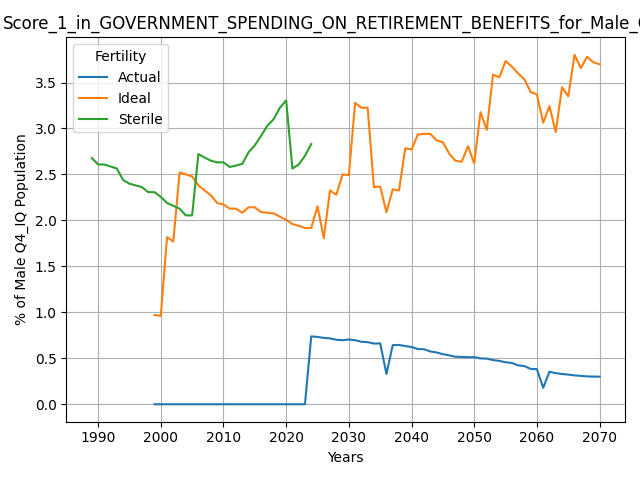 Score_1_in_GOVERNMENT_SPENDING_ON_RETIREMENT_BENEFITS_for_Male_
Fertility
Actual
Ideal
Sterile
% of Male Q4_IQ Population
3.5
3.0
2.5
2.0
1.5
1.0
0.5
0.0
1990 2000 2010 2020 2030 2040 2050 2060 2070
Years